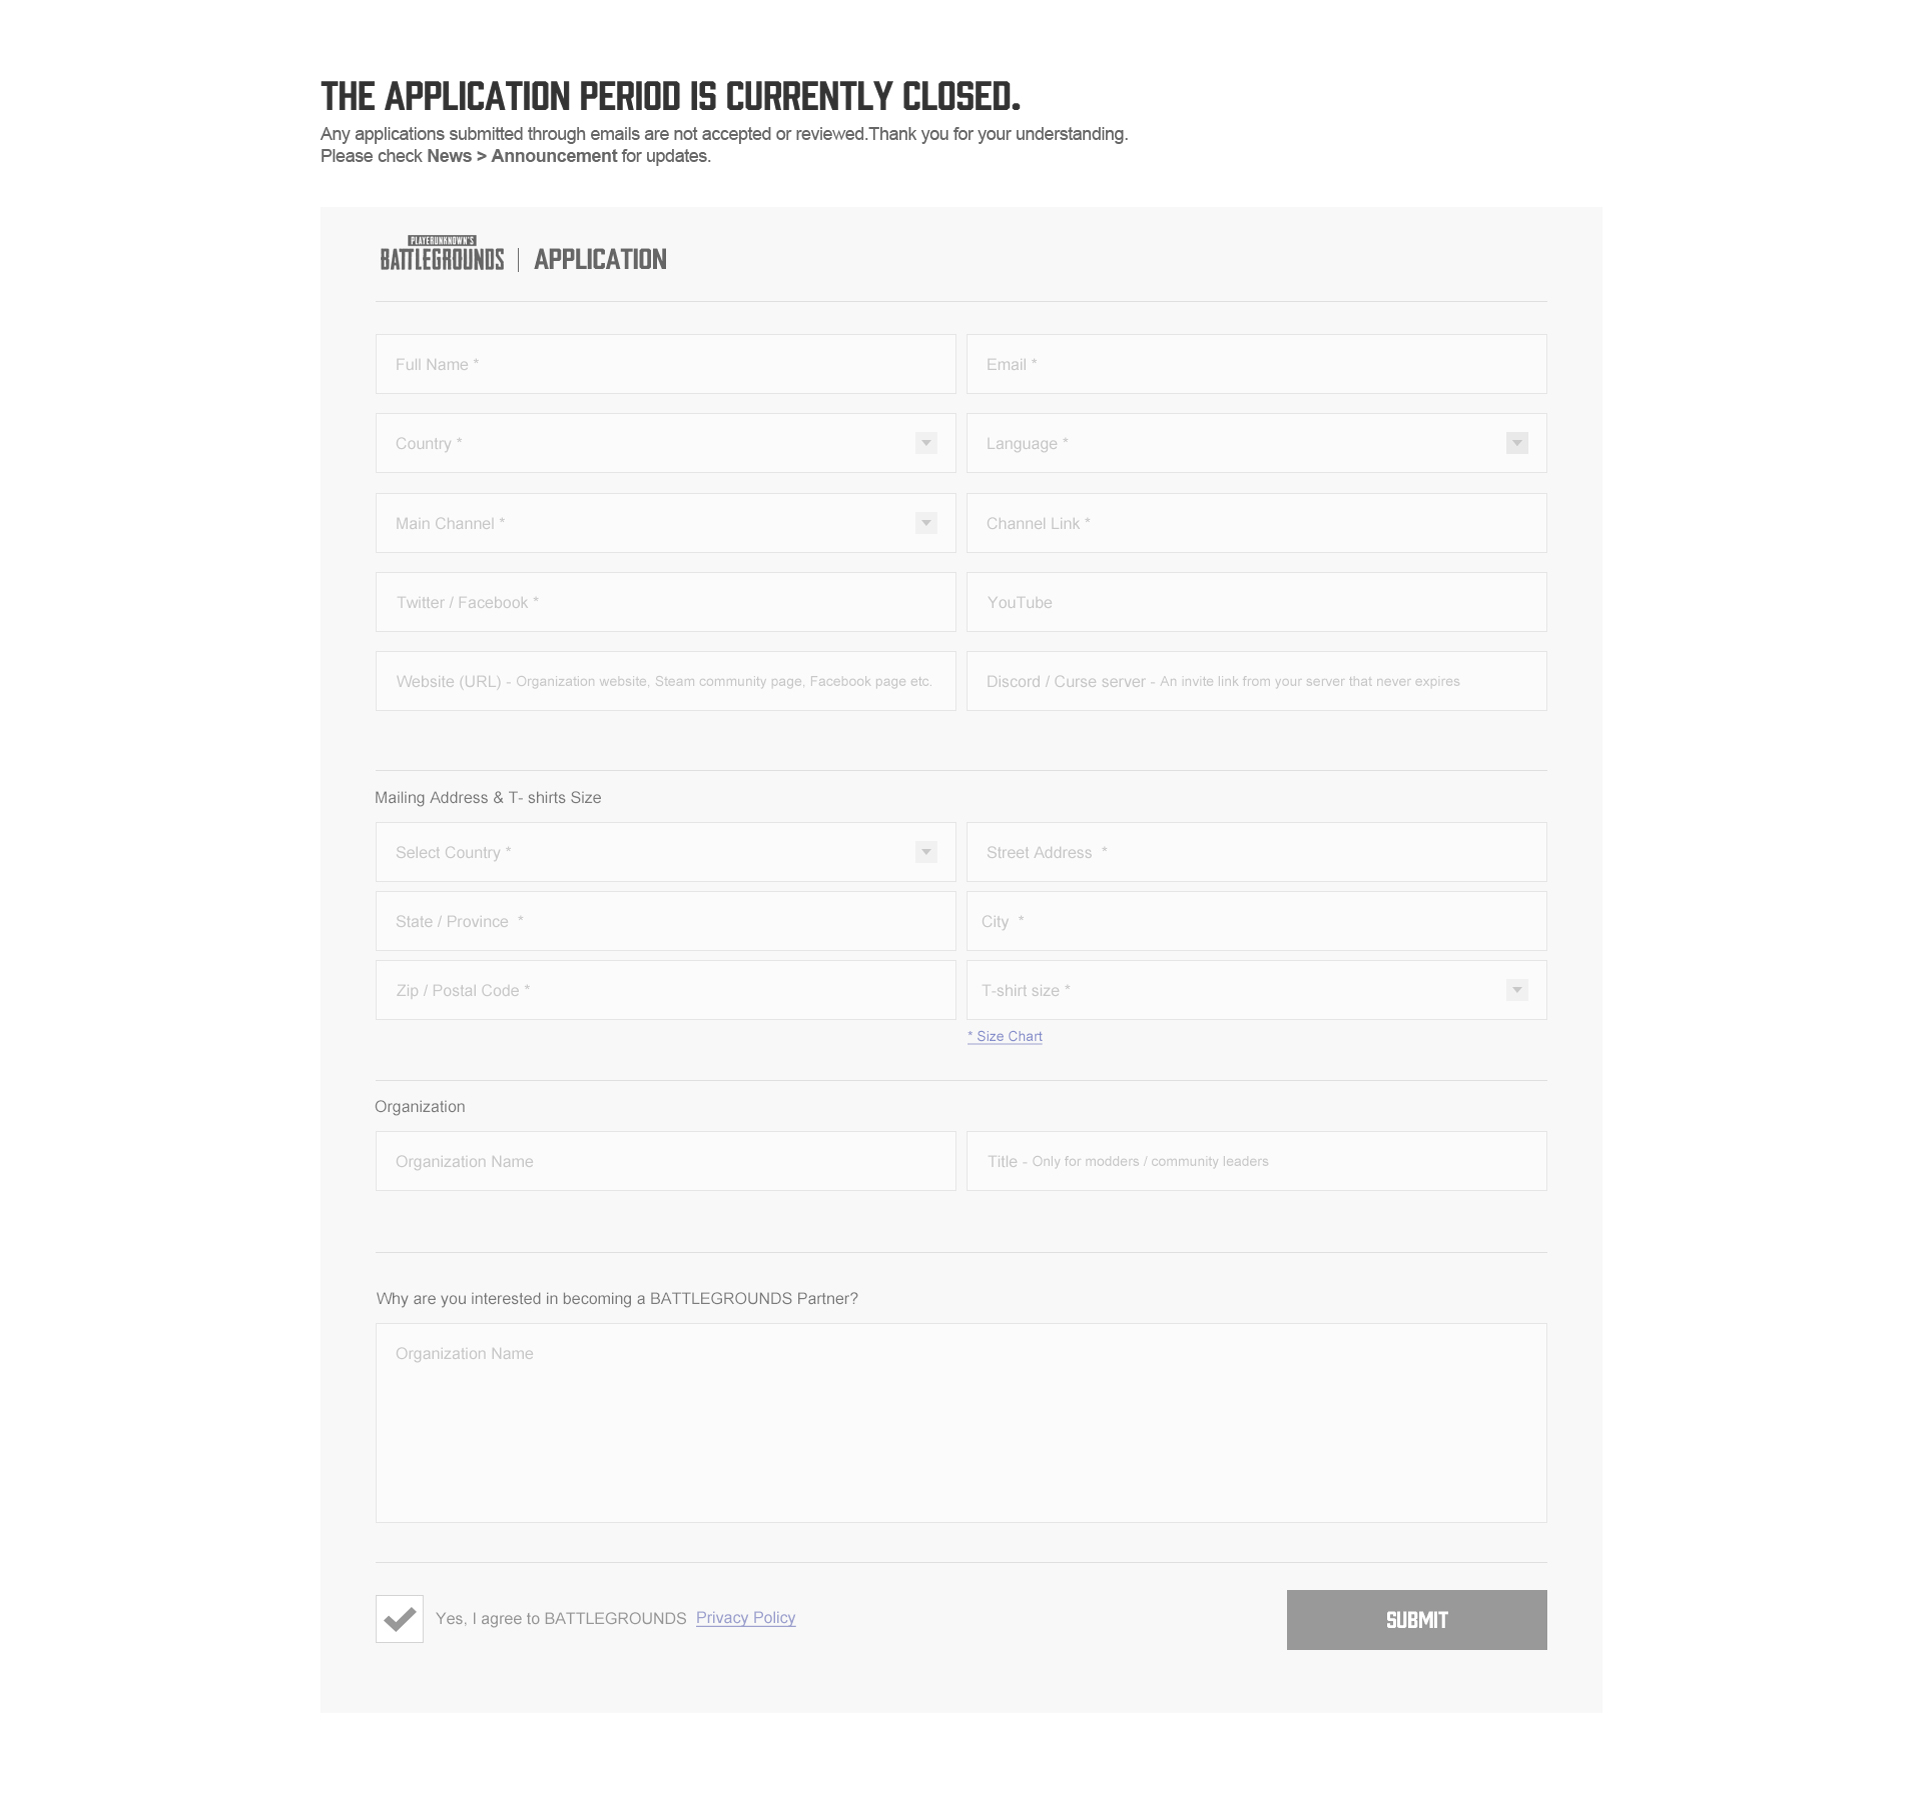 THE APPLICATION PERIOD IS CURRENTLY CLOSED.
Any applications submitted through emails are not accepted or reviewed.Thank you for your understanding.
Please check News > Announcement for updates.
PLAYERUNKNOWN'S
BATTLEGROUNDS | APPLICATION
Full Name *
Email *
Country *
Language *
Main Channel *
Channel Link *
Twitter / Facebook *
YouTube
Website (URL) - Organization website, Steam community page, Facebook page etc.
Discord / Curse server - An invite link from your server that never expires
Mailing Address & T- shirts Size
Select Country *
Street Address *
State / Province *
City *
Zip / Postal Code *
T-shirt size *
* Size Chart
Organization
Organization Name
Title - Only for modders / community leaders
Why are you interested in becoming a BATTLEGROUNDS Partner?
Organization Name
Yes, I agree to BATTLEGROUNDS Privacy Policy
SUBMIT